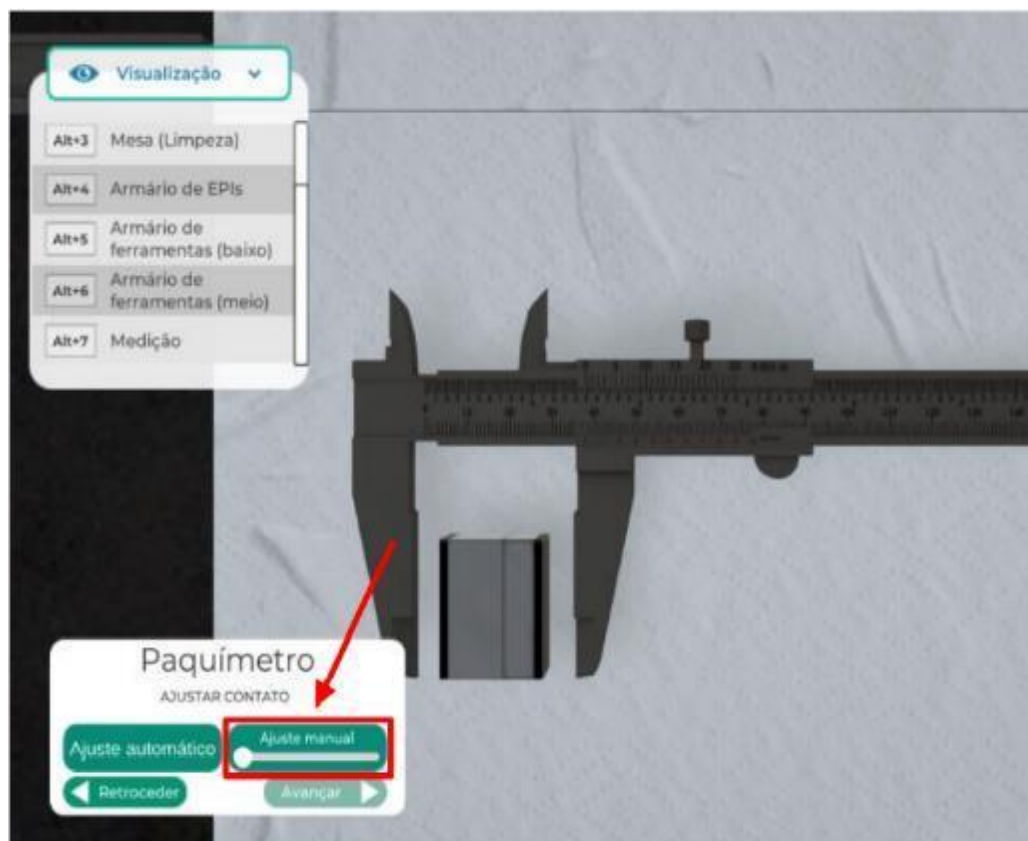 Visualização
Alt+3 Mesa (Limpeza)
Alt+4 Armário de EPIs
Alt+5 Armário de
ferramentas (baixo)
Alt+6 Armário de
ferramentas (meio)
Alt+7 Medição
Paquímetro
AJUSTAR CONTATO
Ajuste automático
Ajuste manual
Retroceder
Avançar